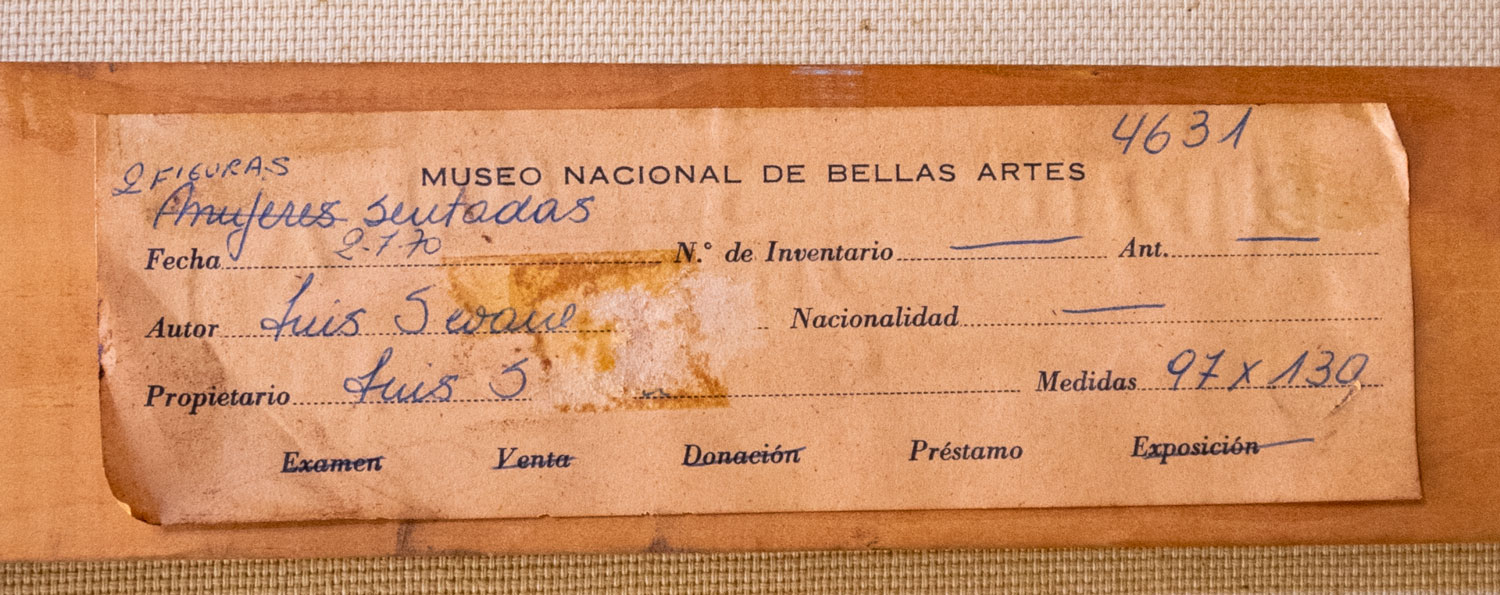 4631
2 FIGURAS
MUSEO NACIONAL DE BELLAS ARTES
mujeres sentadas
Fecha 2-7-70 N.° de Inventario — Ant. —
Autor Luis Seoane Nacionalidad —
Propietario Luis S Medidas 97 x 130
Examen Venta Donación Préstamo Exposición